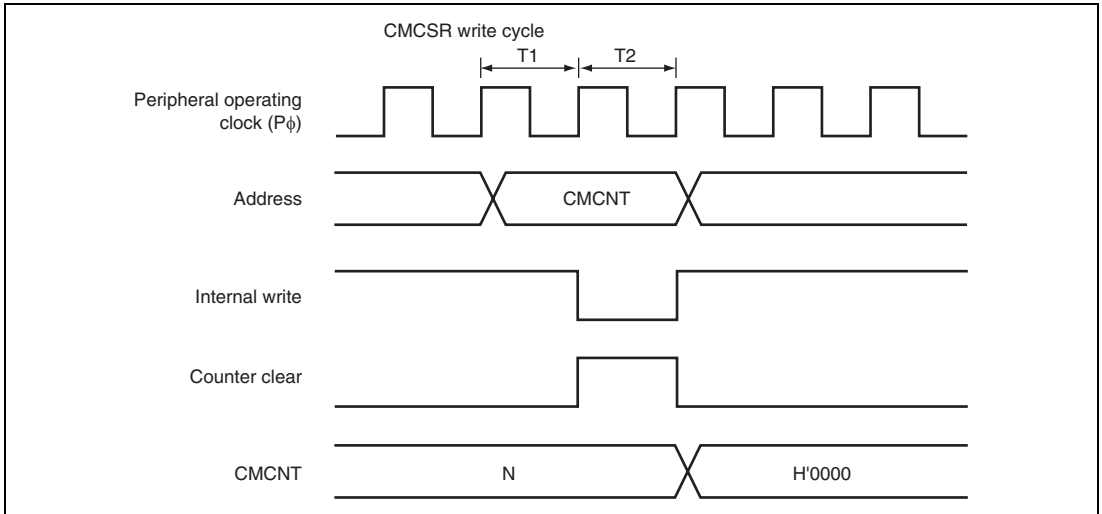 CMCSR write cycle
T1 T2
Peripheral operating
clock (Pϕ)
Address CMCNT
Internal write
Counter clear
CMCNT N H'0000